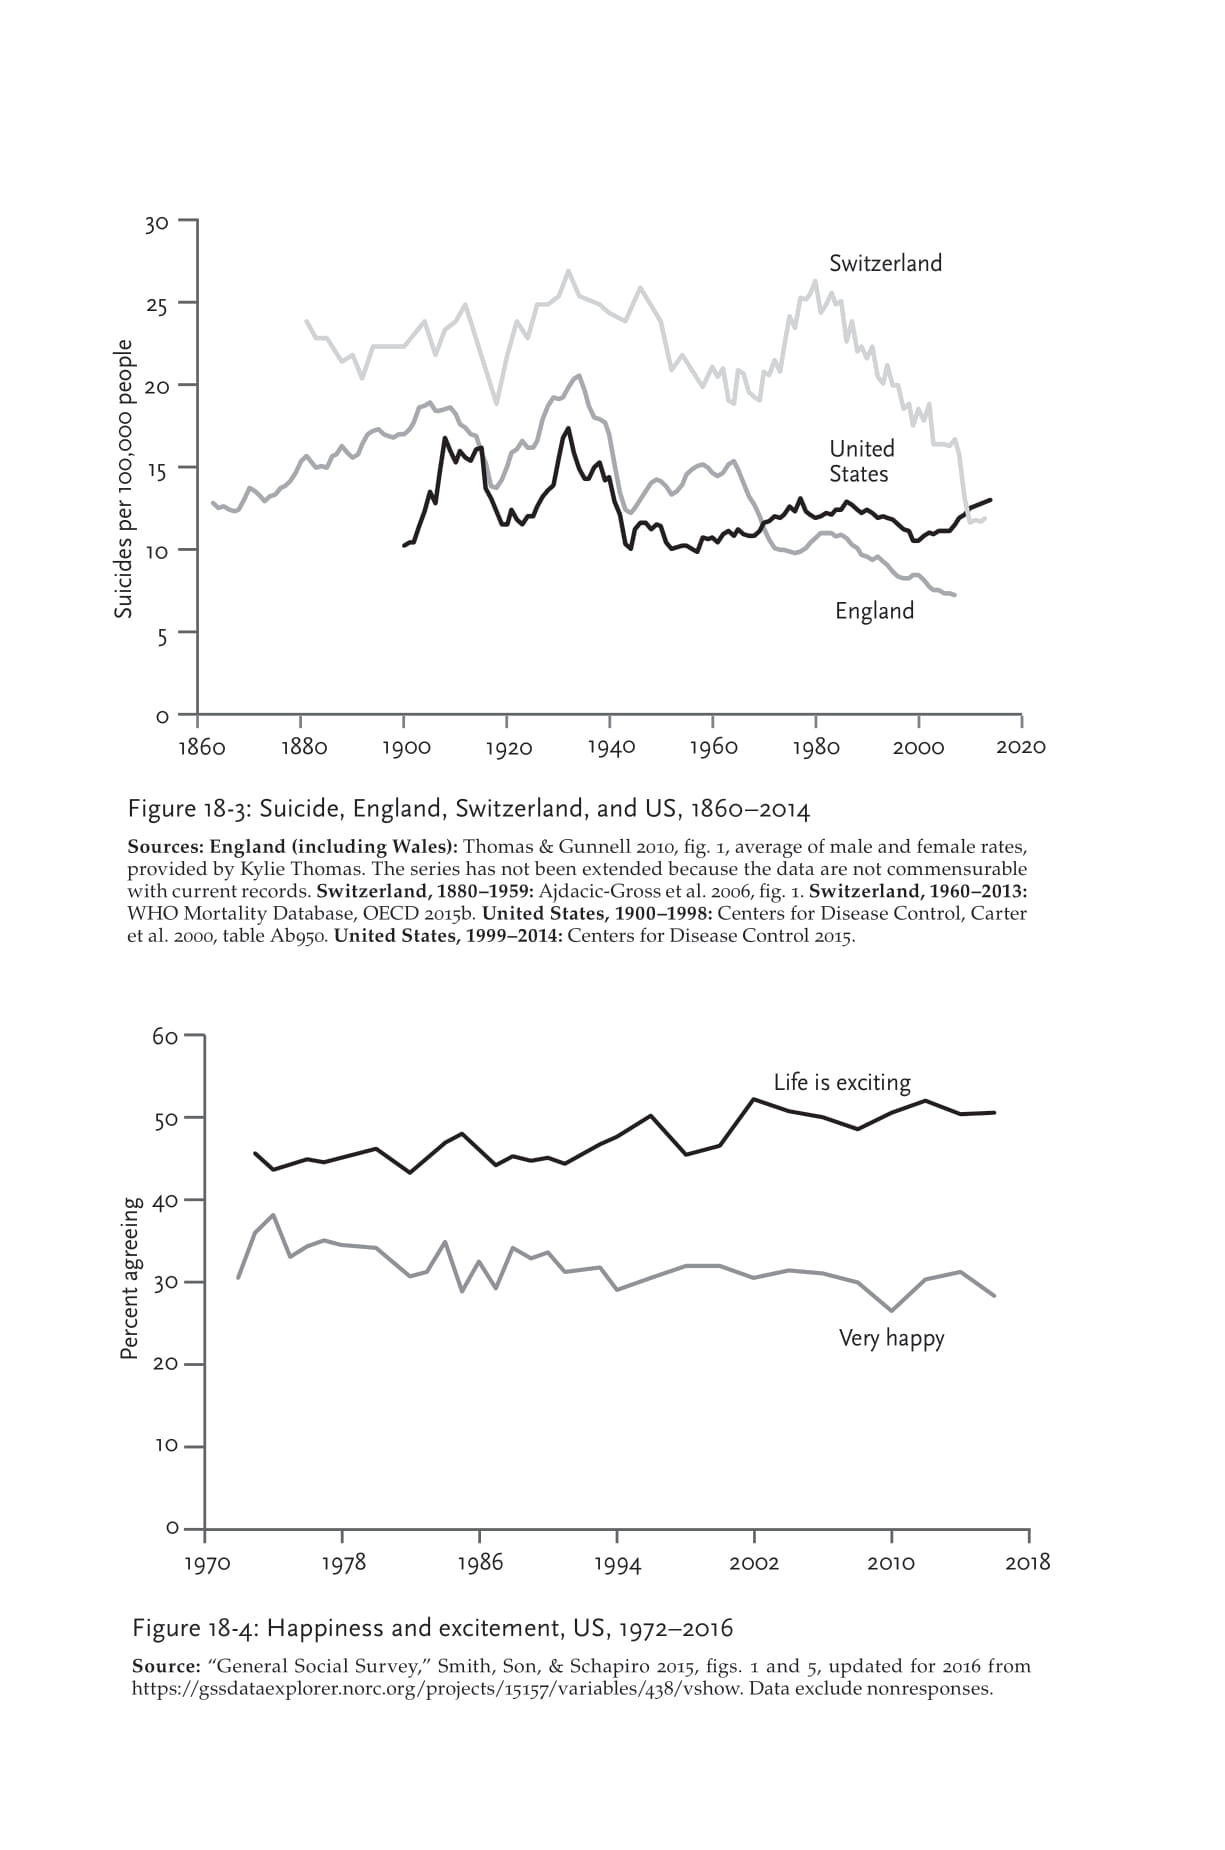 30
25
20
15
10
5
0
Suicides per 100,000 people
Switzerland
United
States
England
1860 1880 1900 1920 1940 1960 1980 2000 2020
Figure 18-3: Suicide, England, Switzerland, and US, 1860–2014
Sources: England (including Wales): Thomas & Gunnell 2010, fig. 1, average of male and female rates,
provided by Kylie Thomas. The series has not been extended because the data are not commensurable
with current records. Switzerland, 1880–1959: Ajdacic-Gross et al. 2006, fig. 1. Switzerland, 1960–2013:
WHO Mortality Database, OECD 2015b. United States, 1900–1998: Centers for Disease Control, Carter
et al. 2000, table Ab950. United States, 1999–2014: Centers for Disease Control 2015.
60
50
40
30
20
10
0
Percent agreeing
Life is exciting
Very happy
1970 1978 1986 1994 2002 2010 2018
Figure 18-4: Happiness and excitement, US, 1972–2016
Source: “General Social Survey,” Smith, Son, & Schapiro 2015, figs. 1 and 5, updated for 2016 from
https://gssdataexplorer.norc.org/projects/15157/variables/438/vshow. Data exclude nonresponses.